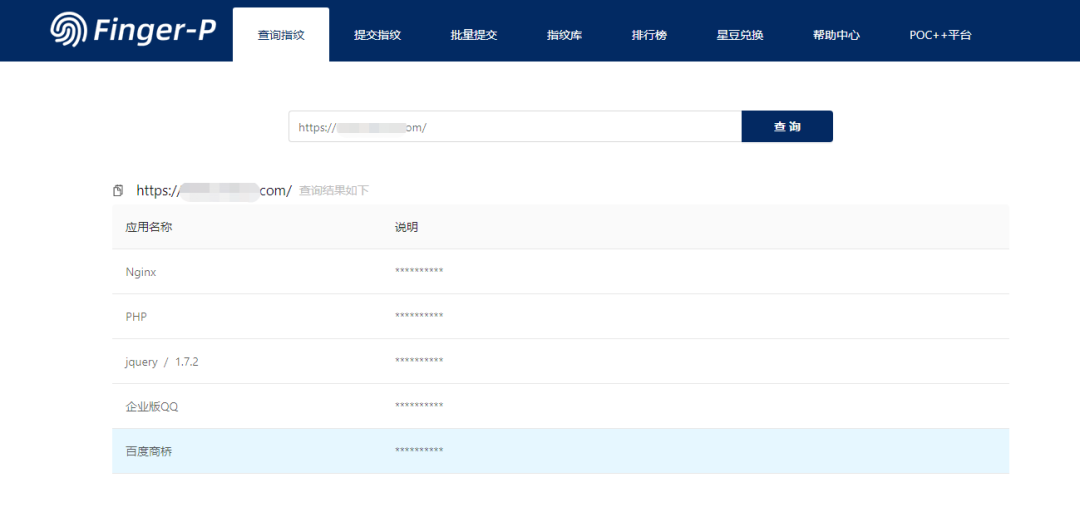 Finger-P 查询指纹 提交指纹 批量提交 指纹库 排行榜 星豆兑换 帮助中心 POC++平台
https:// om/ 查 询
https:// com/ 查询结果如下
应用名称 说明
Nginx **********
PHP **********
jquery / 1.7.2 **********
企业版QQ **********
百度商桥 **********